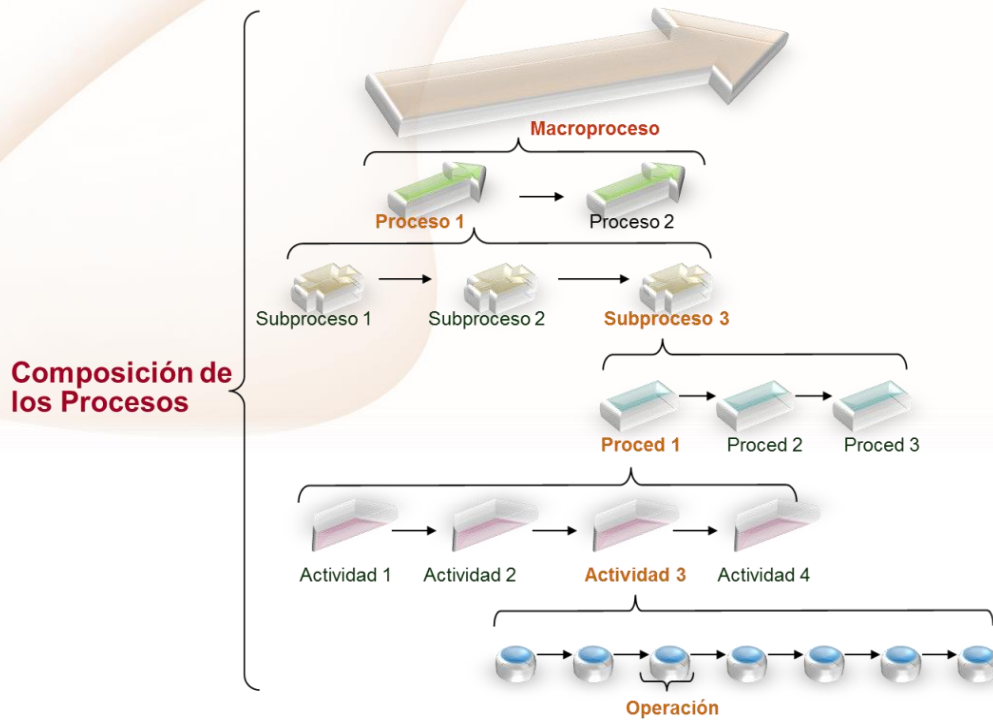 Macroproceso
Proceso 1
Proceso 2
Subproceso 1
Subproceso 2
Subproceso 3
Composición de
los Procesos
Proced 1
Proced 2
Proced 3
Actividad 1
Actividad 2
Actividad 3
Actividad 4
Operación